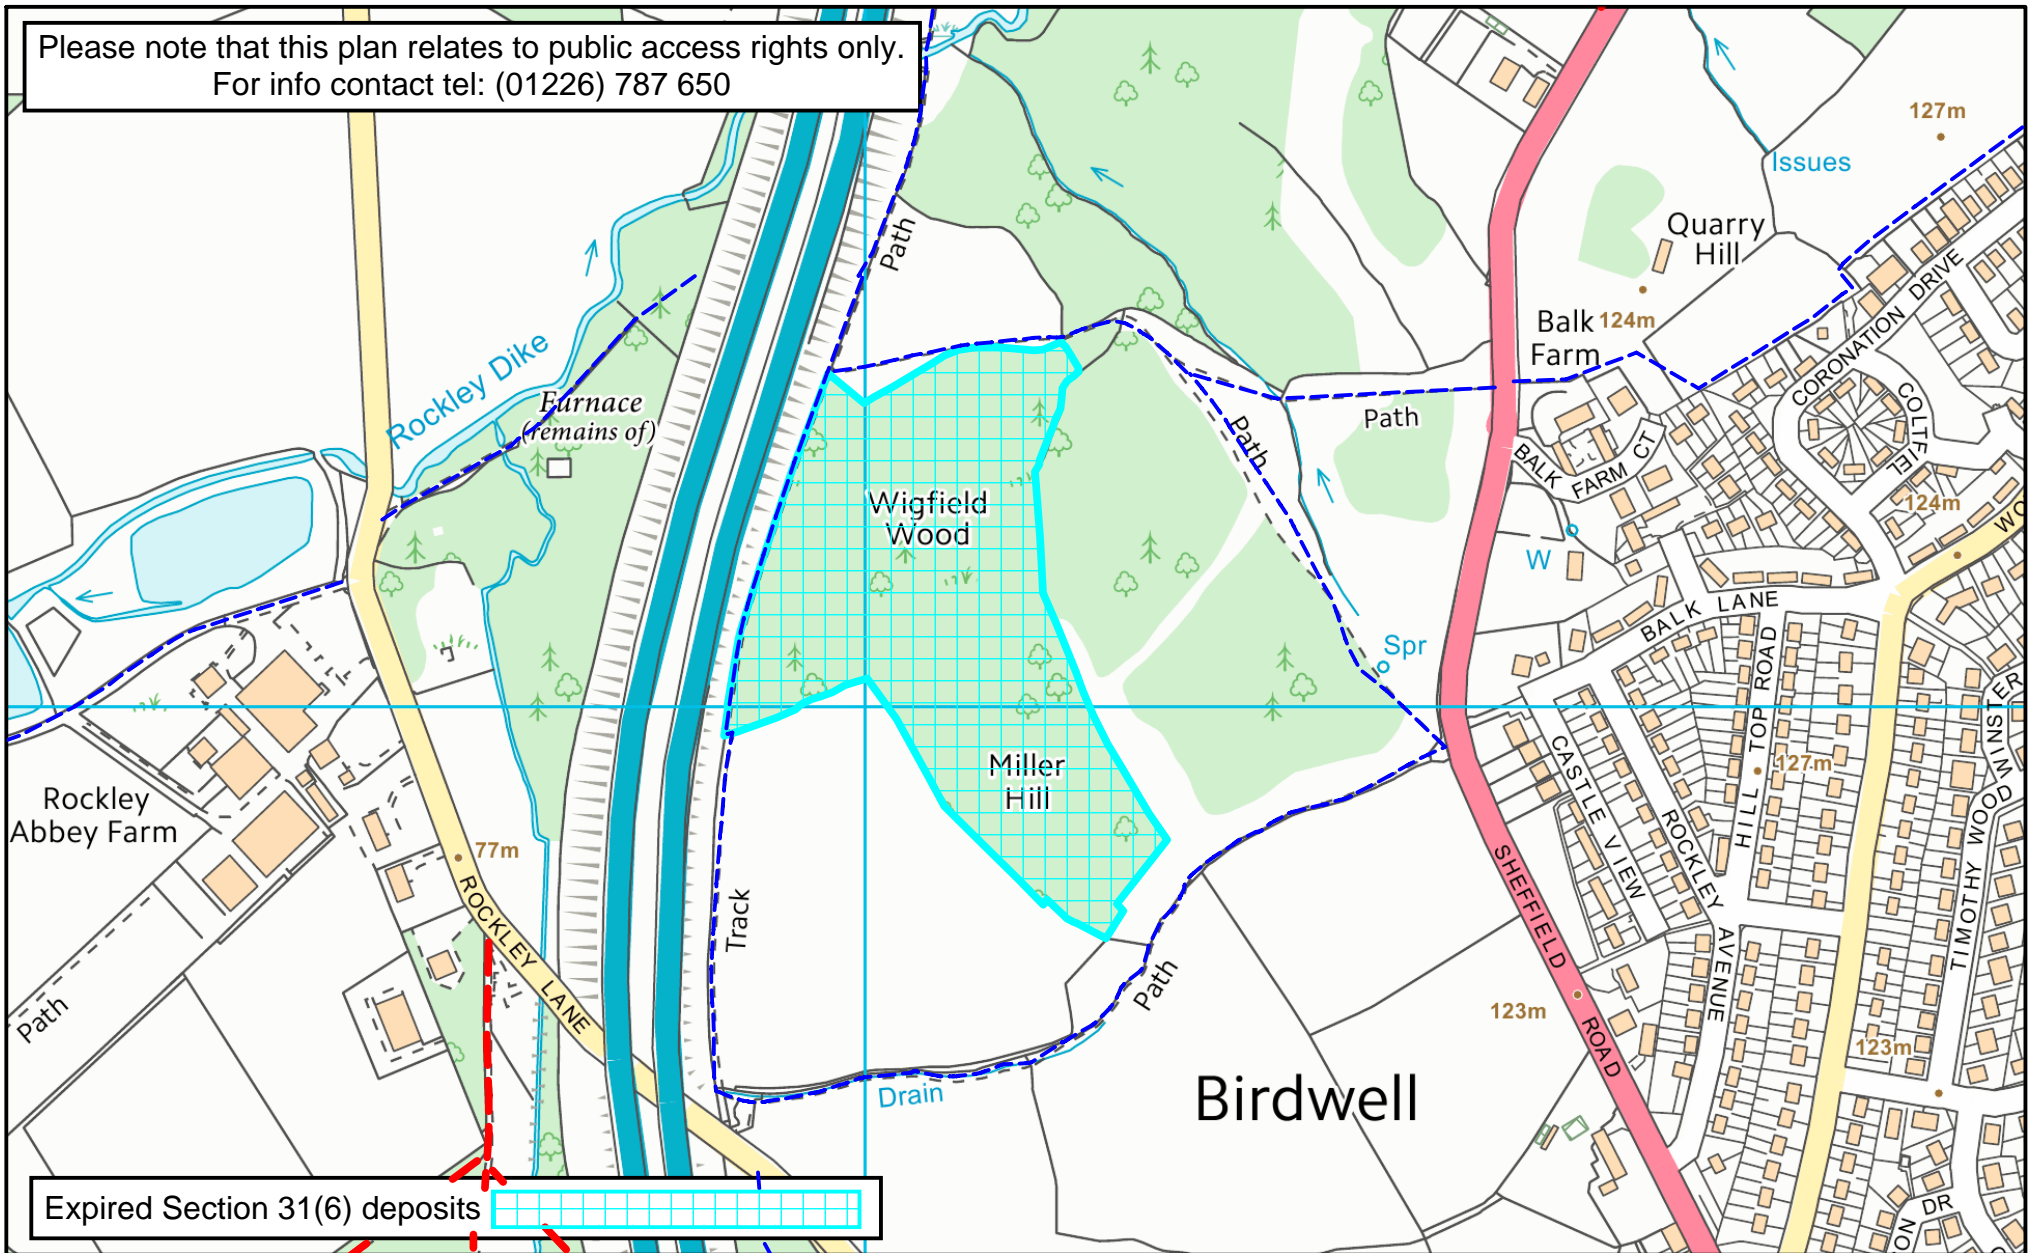 Please note that this plan relates to public access rights only.
For info contact tel: (01226) 787 650
127m
Issues
Path
Quarry
Hill
Balk
Farm
124m
CORONATION DRIVE
Rockley Dike
Furnace
(remains of)
Path
Path
COLTFIEL
BALK
FARM CT
Wigfield
Wood
124m
WO
W
BALK LANE
Spr
HILL TOP ROAD
MINSTER
Miller
Hill
127m
CASTLE VIEW
Rockley
Abbey Farm
77m
ROCKLEY
AVENUE
TIMOTHY WOOD
SHEFFIELD
ROAD
ROCKLEY LANE
Track
Path
Path
123m
123m
Drain
Birdwell
Expired Section 31(6) deposits
ON DR